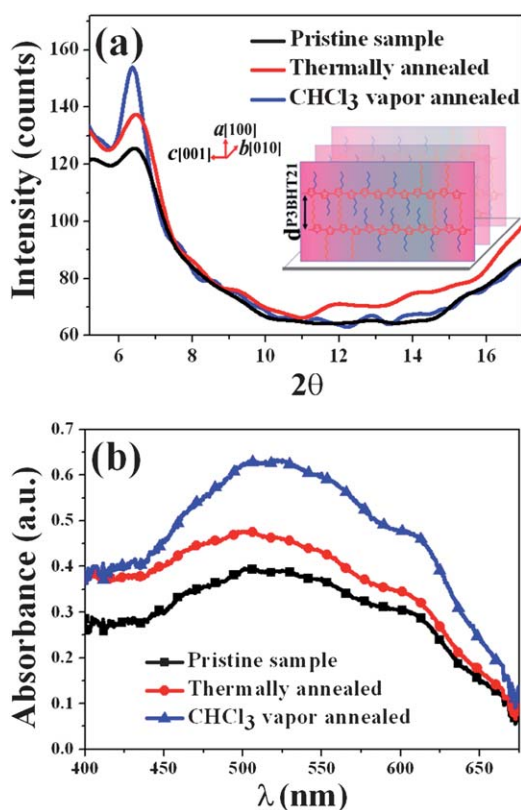 (a)
Pristine sample
Thermally annealed
CHCl3 vapor annealed
a[100]
c[001]
b[010]
dP3BHT21
160
140
120
100
80
60
Intensity (counts)
6 8 10 12 14 16
2θ
(b)
0.7
0.6
0.5
0.4
0.3
0.2
0.1
0.0
Absorbance (a.u.)
Pristine sample
Thermally annealed
CHCl3 vapor annealed
400 450 500 550 600 650
λ (nm)